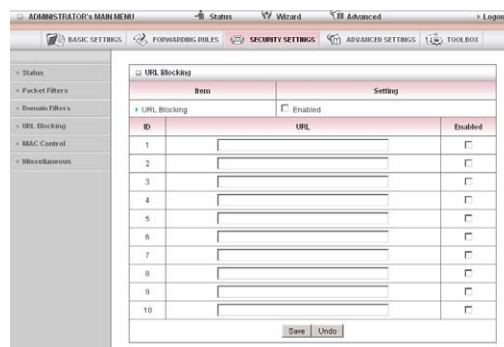 ADMINISTRATOR's MAIN MENU Status Wizard Advanced Logout
BASIC SETTINGS FORWARDING RULES SECURITY SETTINGS ADVANCED SETTINGS TOOLBOX
Status
Packet Filters
Domain Filters
URL Blocking
MAC Control
Miscellaneous
URL Blocking
Item Setting
URL Blocking Enabled
ID URL Enabled
1
2
3
4
5
6
7
8
9
10
Save Undo